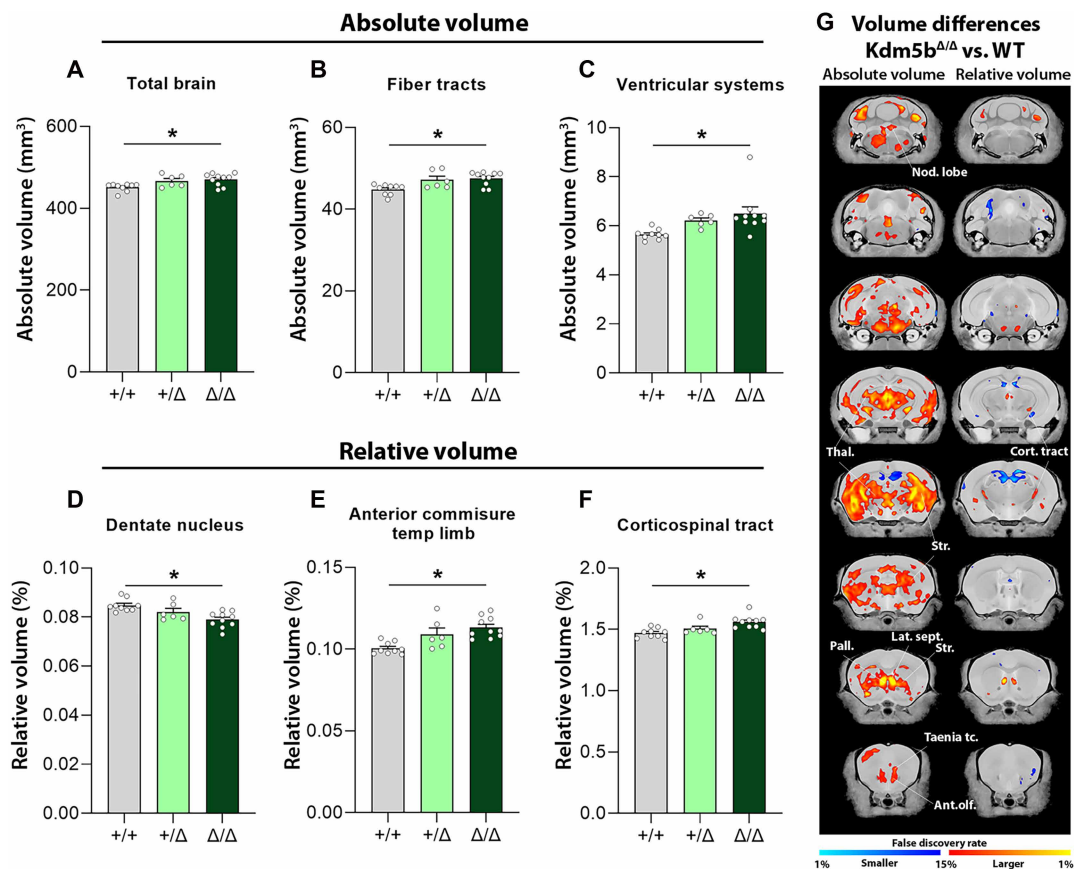 Absolute volume
A
Total brain
Absolute volume (mm³)
600
400
200
0
*
+/+
+/Δ
Δ/Δ
B
Fiber tracts
Absolute volume (mm³)
60
40
20
0
*
+/+
+/Δ
Δ/Δ
C
Ventricular systems
Absolute volume (mm³)
10
8
6
4
2
0
*
+/+
+/Δ
Δ/Δ
Relative volume
D
Dentate nucleus
Relative volume (%)
0.10
0.08
0.06
0.04
0.02
0.00
*
+/+
+/Δ
Δ/Δ
E
Anterior commisure
temp limb
Relative volume (%)
0.15
0.10
0.05
0.00
*
+/+
+/Δ
Δ/Δ
F
Corticospinal tract
Relative volume (%)
2.0
1.5
1.0
0.5
0.0
*
+/+
+/Δ
Δ/Δ
G
Volume differences
Kdm5bΔ/Δ vs. WT
Absolute volume Relative volume
Nod. lobe
Thal.
Cort. tract
Str.
Lat. sept.
Pall.
Str.
Taenia tc.
Ant.olf.
False discovery rate
1% Smaller 15% Larger 1%